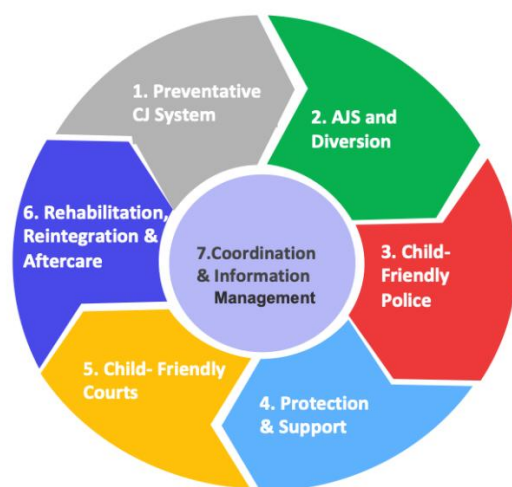 1. Preventative
CJ System
2. AJS and
Diversion
3. Child-
Friendly
Police
4. Protection
& Support
5. Child- Friendly
Courts
6. Rehabilitation,
Reintegration &
Aftercare
7.Coordination
& Information
Management